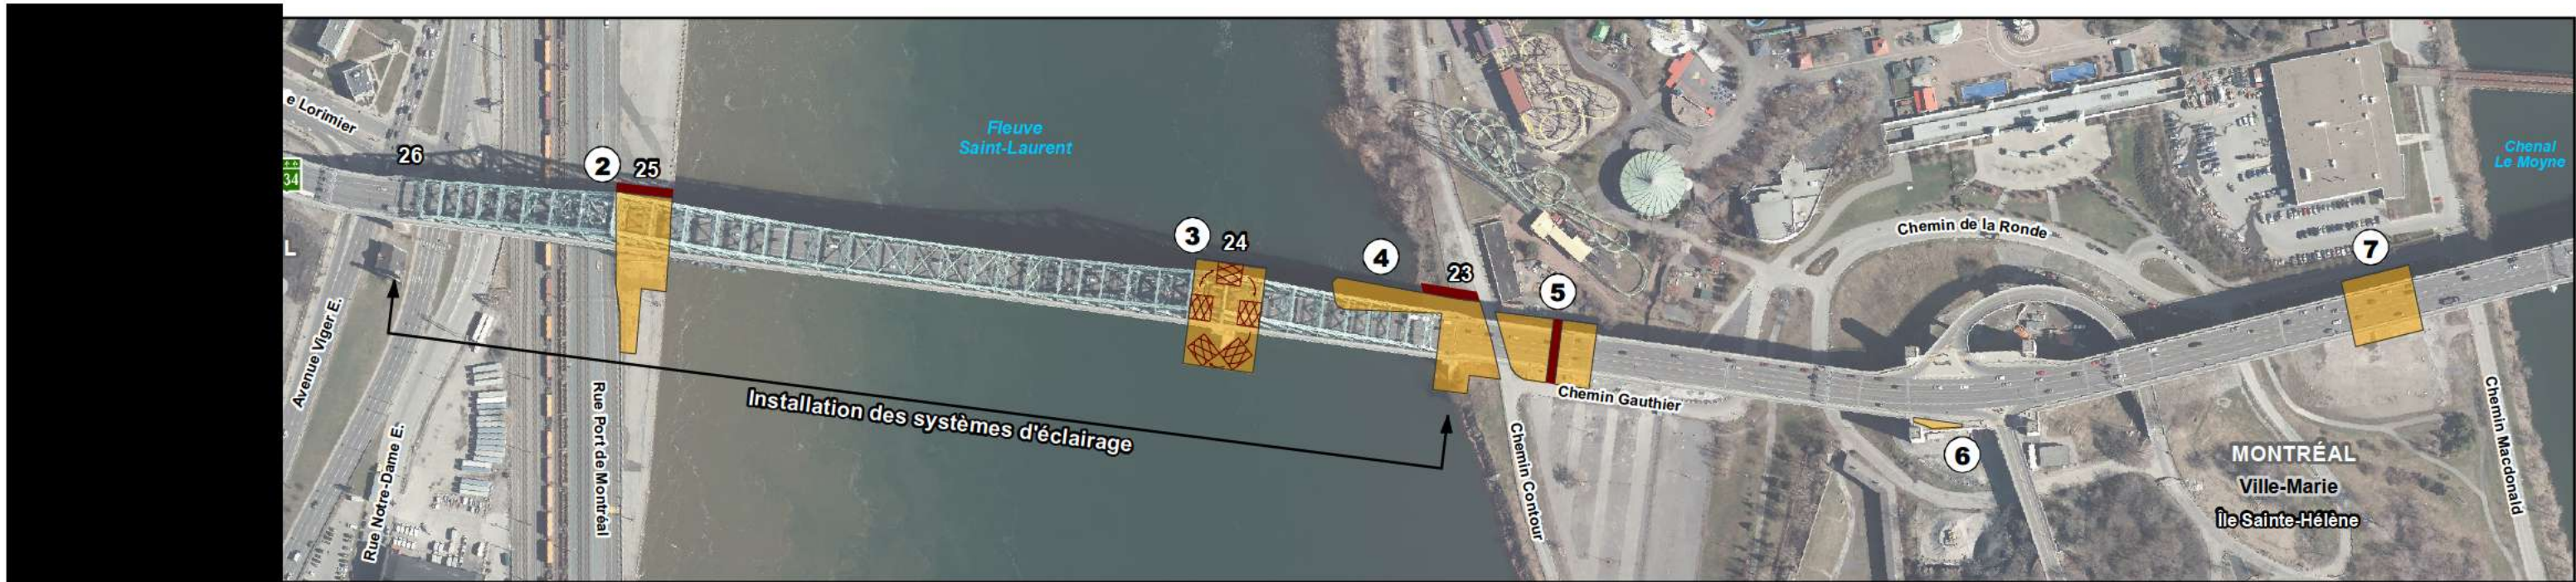 e Lorimier
34
26
2
25
L
Avenue Viger E.
Rue Notre-Dame E.
Rue Port de Montréal
Fleuve
Saint-Laurent
3
24
4
23
5
Installation des systèmes d'éclairage
Chemin Gauthier
Chemin Contour
Chemin de la Ronde
6
7
MONTRÉAL
Ville-Marie
Île Sainte-Hélène
Chemin Macdonald
Chenal
Le Moyne